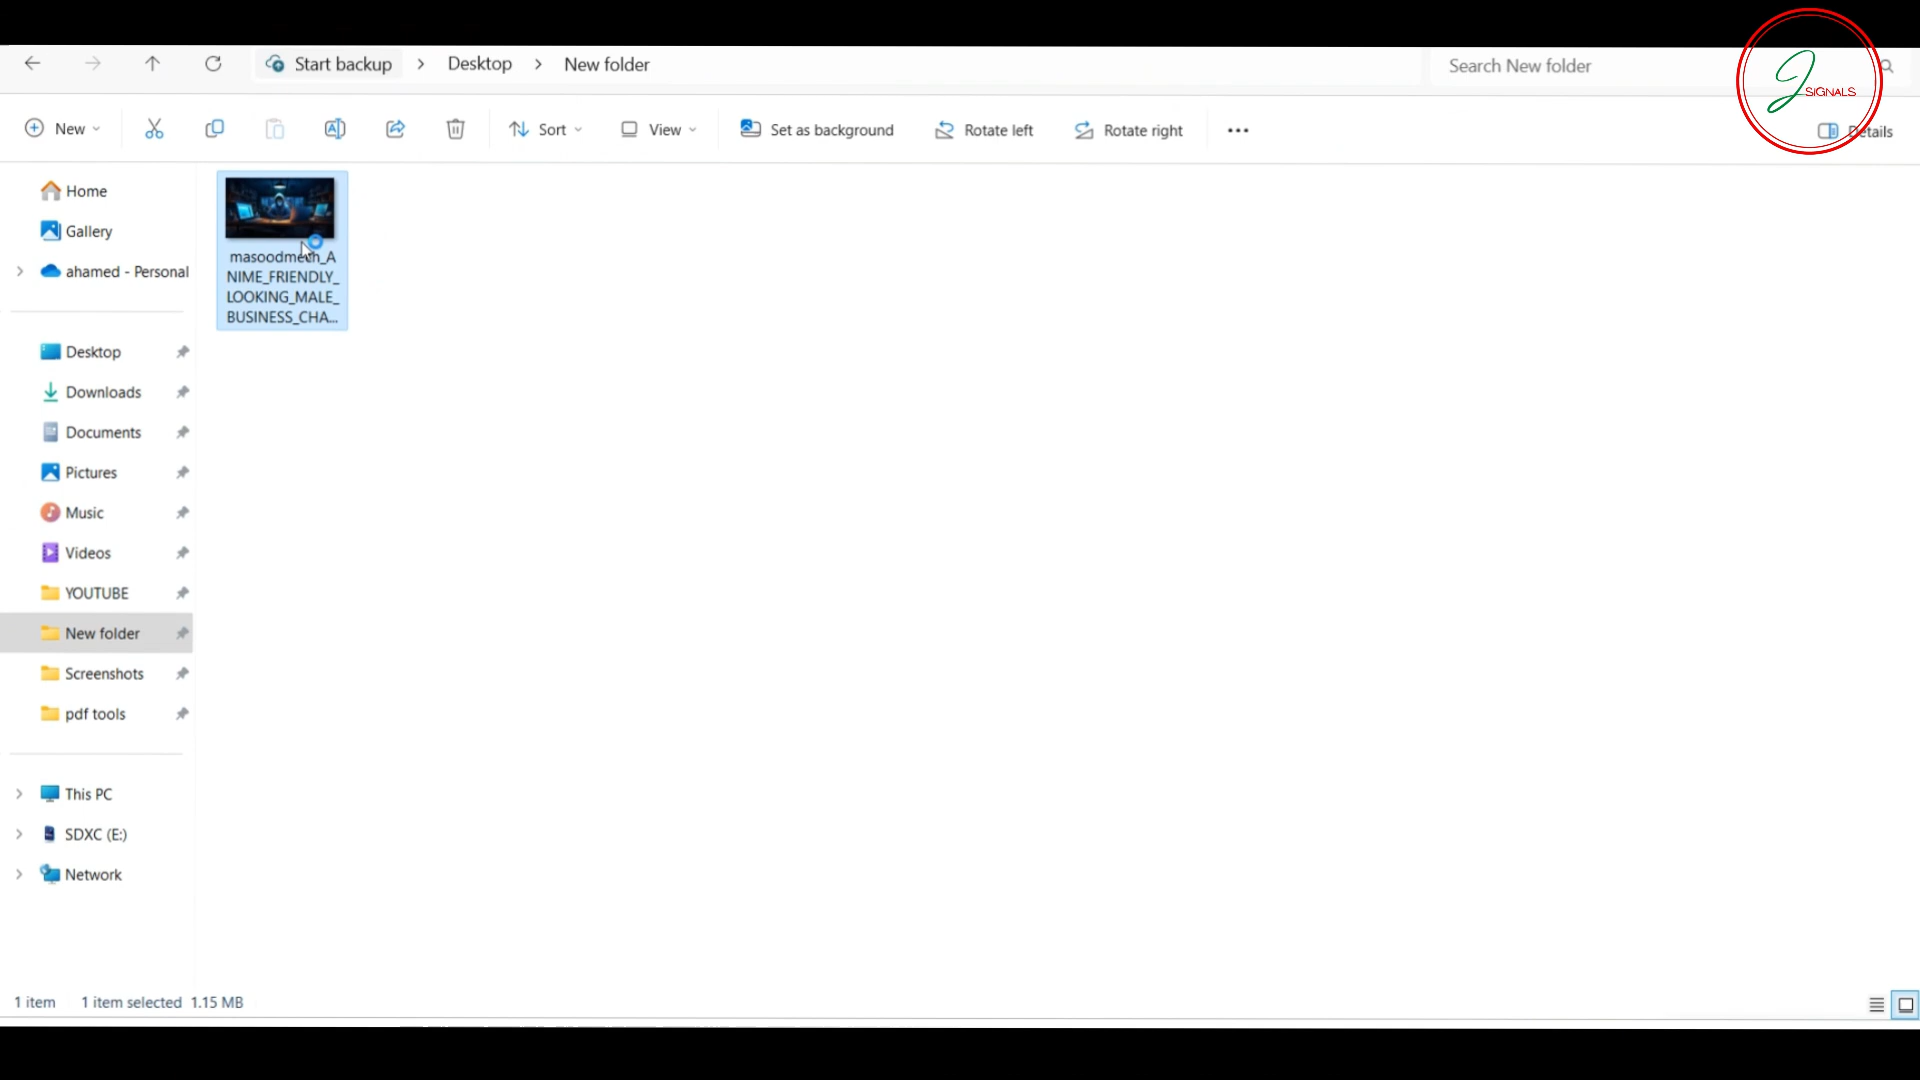 Start backup > Desktop > New folder
Search New folder
J SIGNALS
New
Sort
View
Set as background
Rotate left
Rotate right
Details
Home
Gallery
ahamed - Personal
masoodmeth_A
NIME_FRIENDLY_
LOOKING_MALE_
BUSINESS_CHA...
Desktop
Downloads
Documents
Pictures
Music
Videos
YOUTUBE
New folder
Screenshots
pdf tools
This PC
SDXC (E:)
Network
1 item 1 item selected 1.15 MB